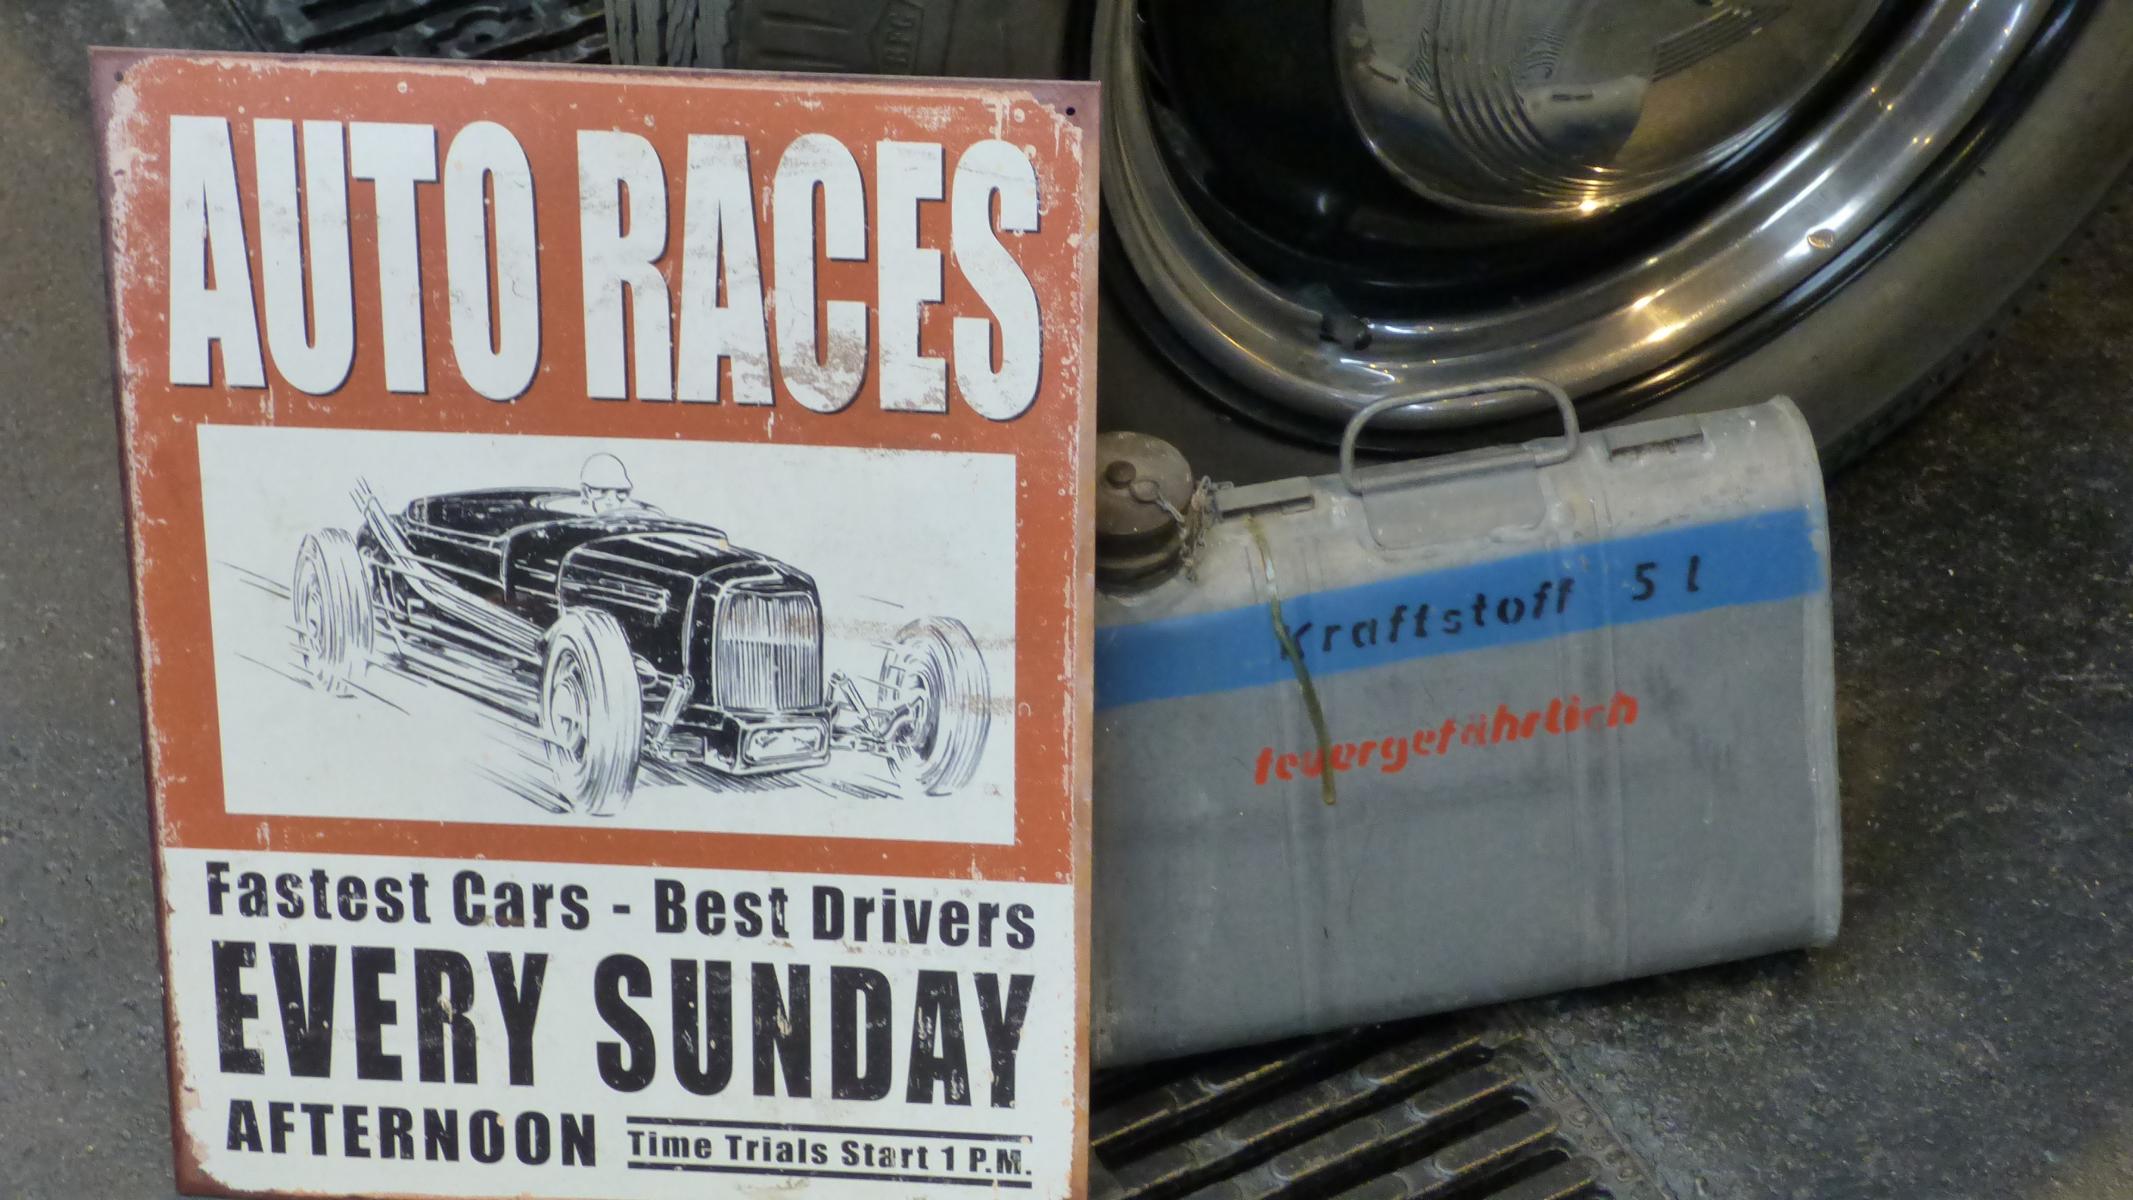 AUTO RACES
Fastest Cars - Best Drivers
EVERY SUNDAY
AFTERNOON
Time Trials Start 1 P.M.
Kraftstoff 5 l
feuergefährlich